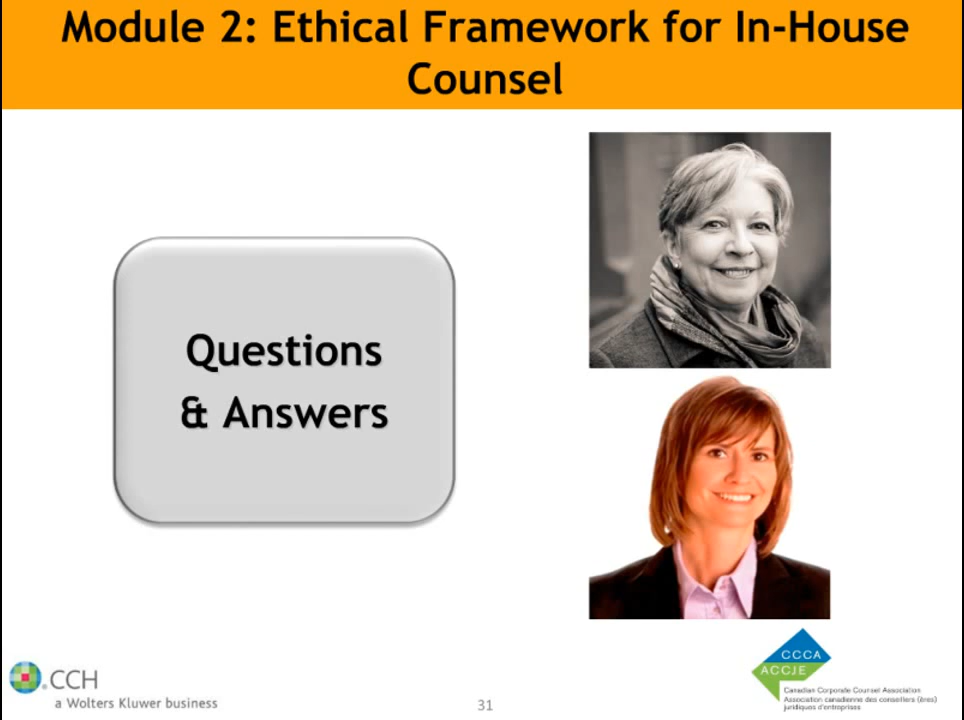 Module 2: Ethical Framework for In-House
Counsel
Questions
& Answers
CCH
a Wolters Kluwer business
31
CCCA
ACCJE
Canadian Corporate Counsel Association
Association canadienne des conseillers (ères)
juridiques d'entreprises